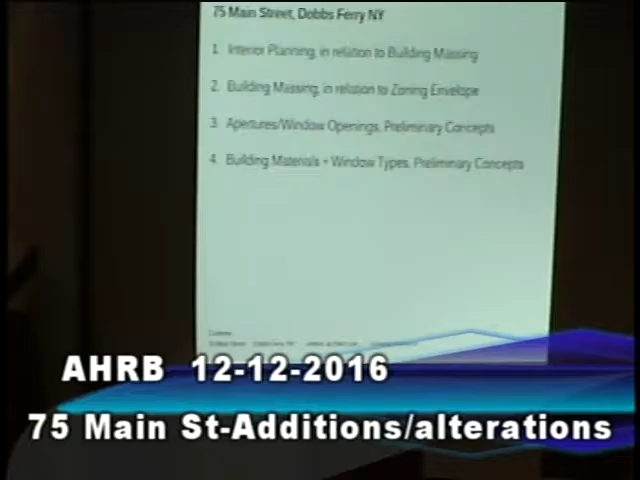 75 Main Street, Dobbs Ferry NY
1. Interior Planning, in relation to Building Massing
2. Building Massing, in relation to Zoning Envelope
3. Apertures/Window Openings, Preliminary Concepts
4. Building Materials + Window Types, Preliminary Concepts
AHRB 12-12-2016
75 Main St-Additions/alterations